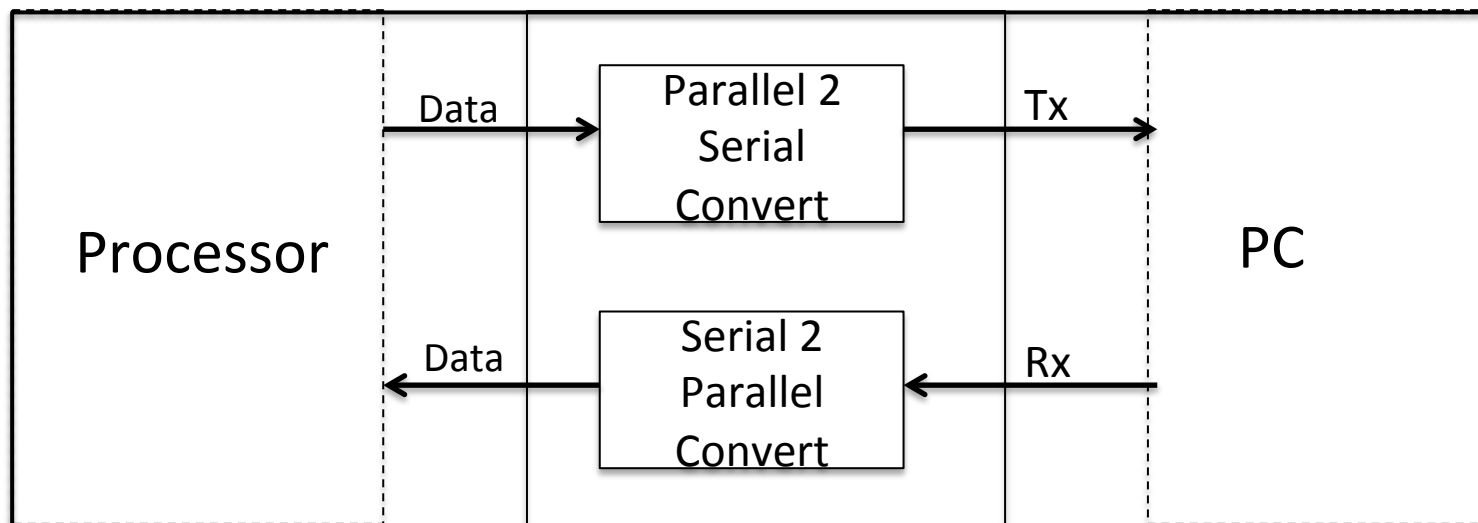 Processor
Data
Parallel 2
Serial
Convert
Tx
PC
Data
Serial 2
Parallel
Convert
Rx